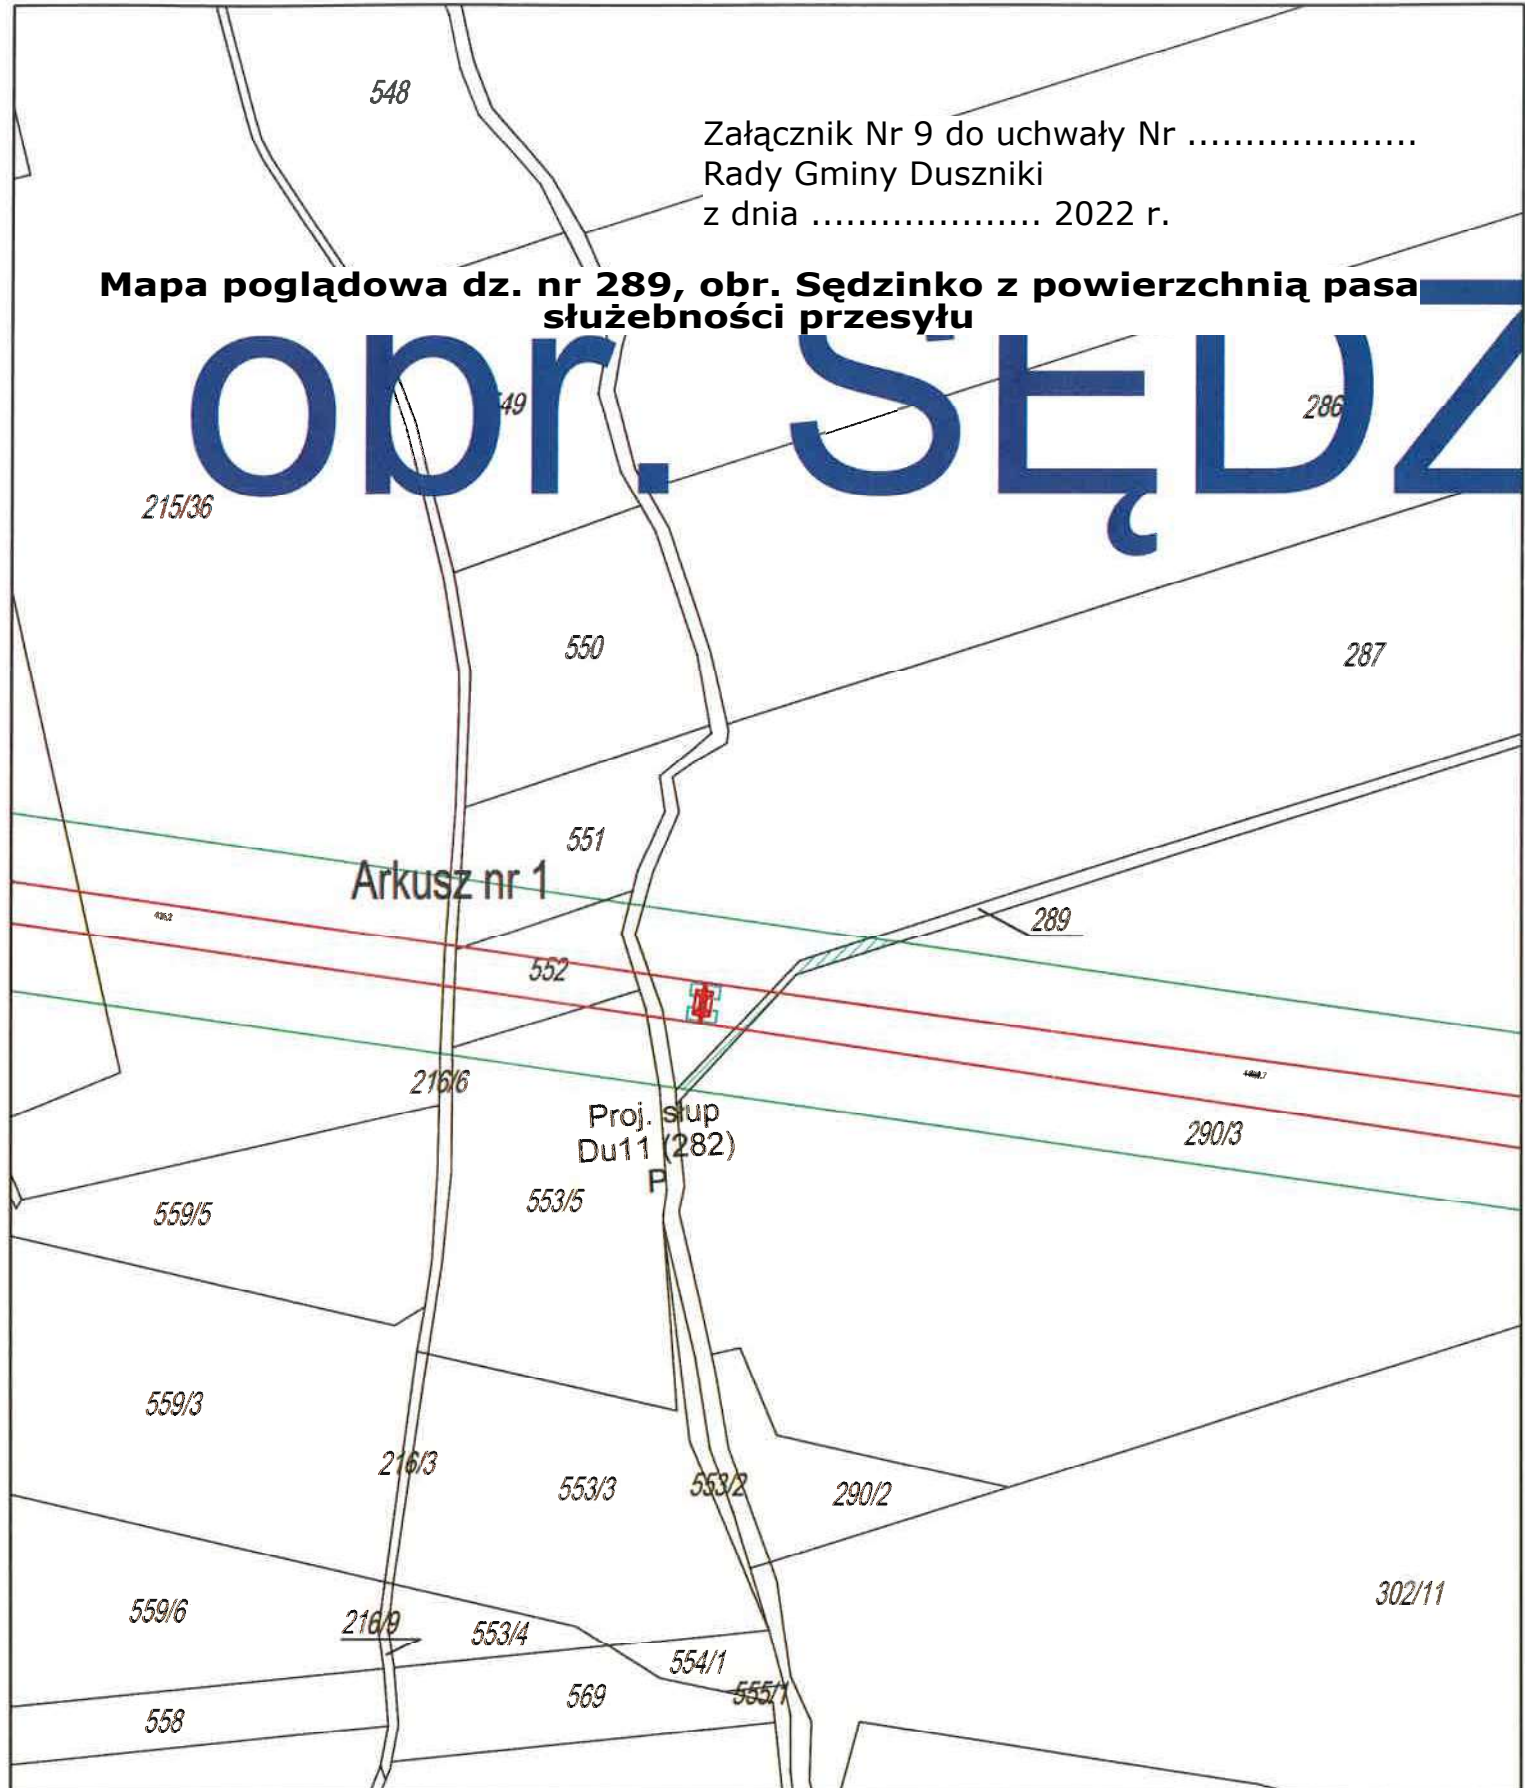 548
Załącznik Nr 9 do uchwały Nr ....................
Rady Gminy Duszniki
z dnia .................... 2022 r.
Mapa poglądowa dz. nr 289, obr. Sędzinko z powierzchnią pasa
służebności przesyłu
obr. SĘDZ
49
286
215/36
550
287
551
Arkusz nr 1
289
552
216/6
Proj. słup
Du11 (282)
P
290/3
553/5
559/5
559/3
216/3
553/3
553/2
290/2
302/11
559/6
216/9
553/4
554/1
569
555/1
558